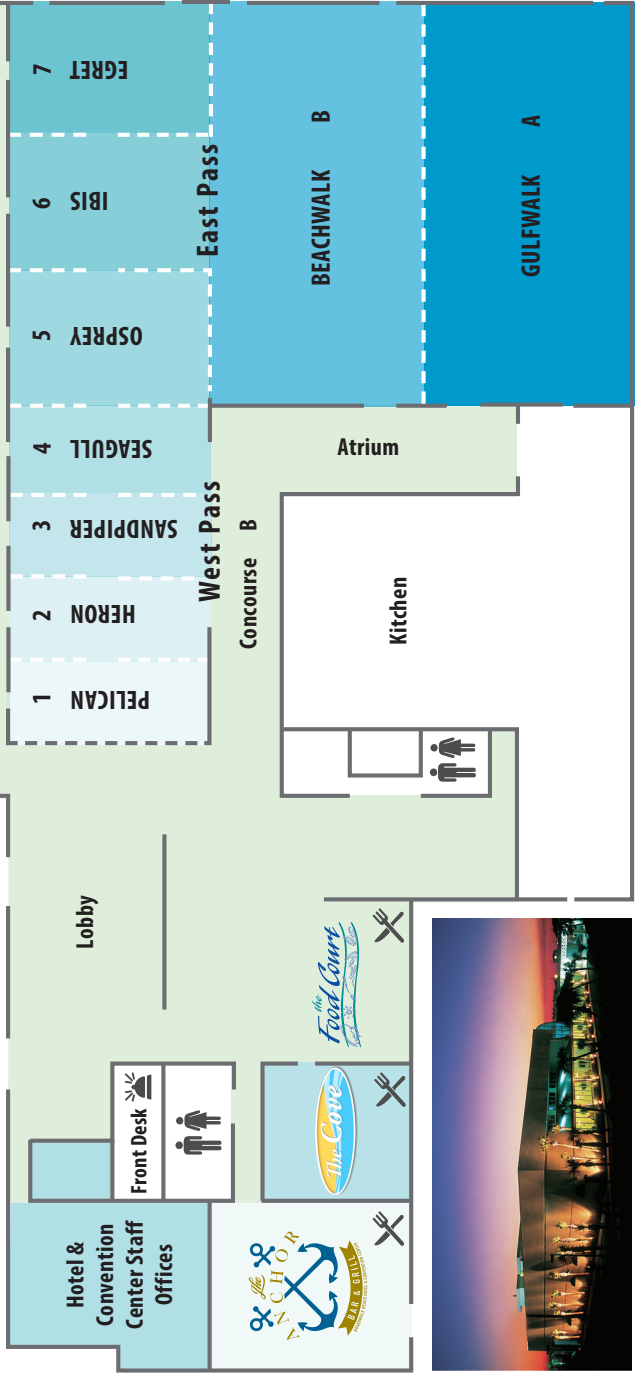 7
EGRET
6
IBIS
5
OSPREY
4
SEAGULL
3
SANDPIPER
2
HERON
1
PELICAN
East Pass
West Pass
BEACHWALK B
GULFWALK A
Atrium
Concourse B
Kitchen
Lobby
Front Desk
Hotel &
Convention
Center Staff
Offices
the
Food Court
The Cove
The
ANCHOR
BAR & GRILL